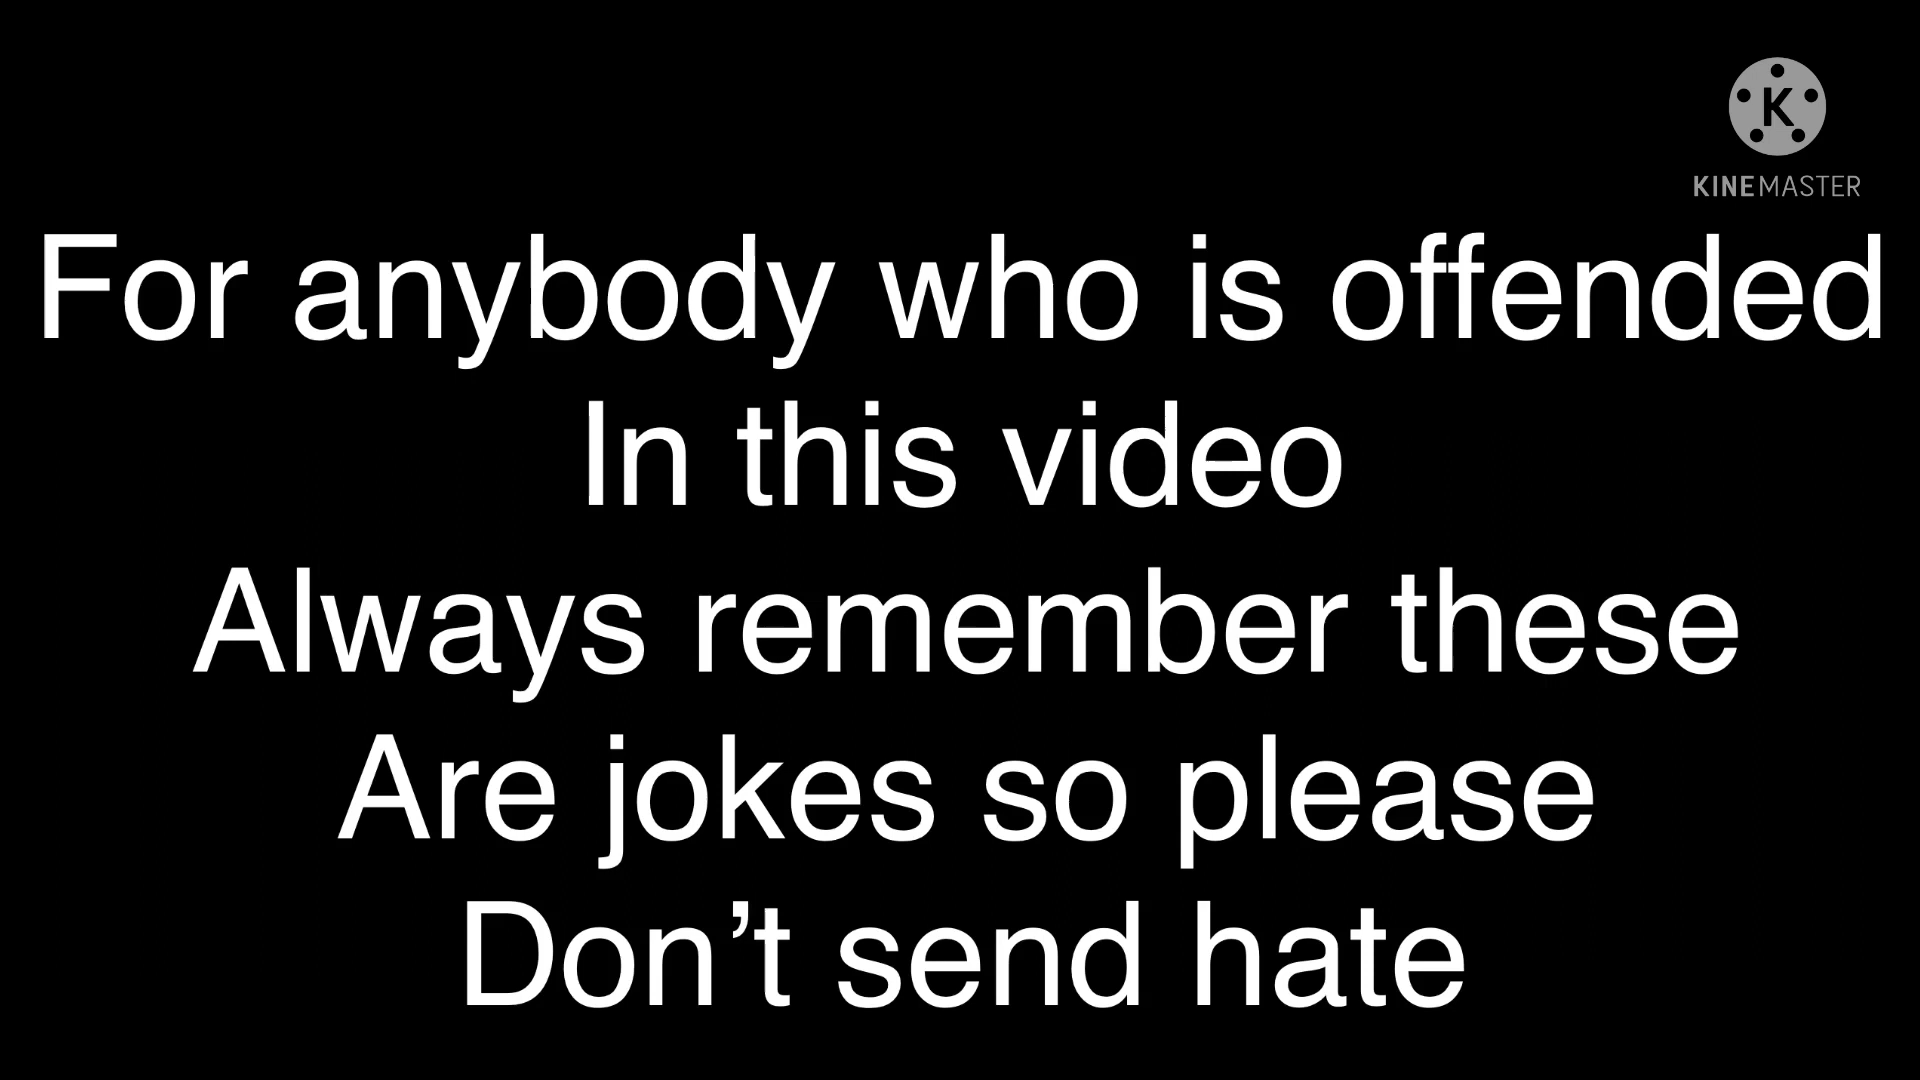 K
KINEMASTER
For anybody who is offended
In this video
Always remember these
Are jokes so please
Don’t send hate